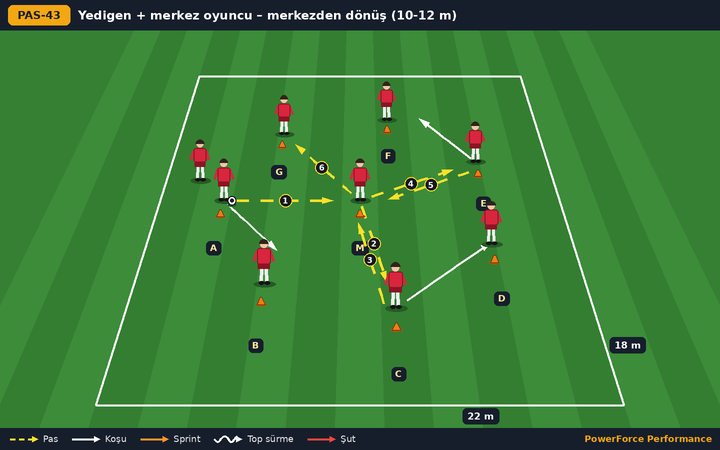 PAS-43 Yedigen + merkez oyuncu – merkezden dönüş (10-12 m)
F
G
6
4
5
1
E
A
M
2
3
D
B
C
18 m
22 m
Pas Koşu Sprint Top sürme Şut PowerForce Performance